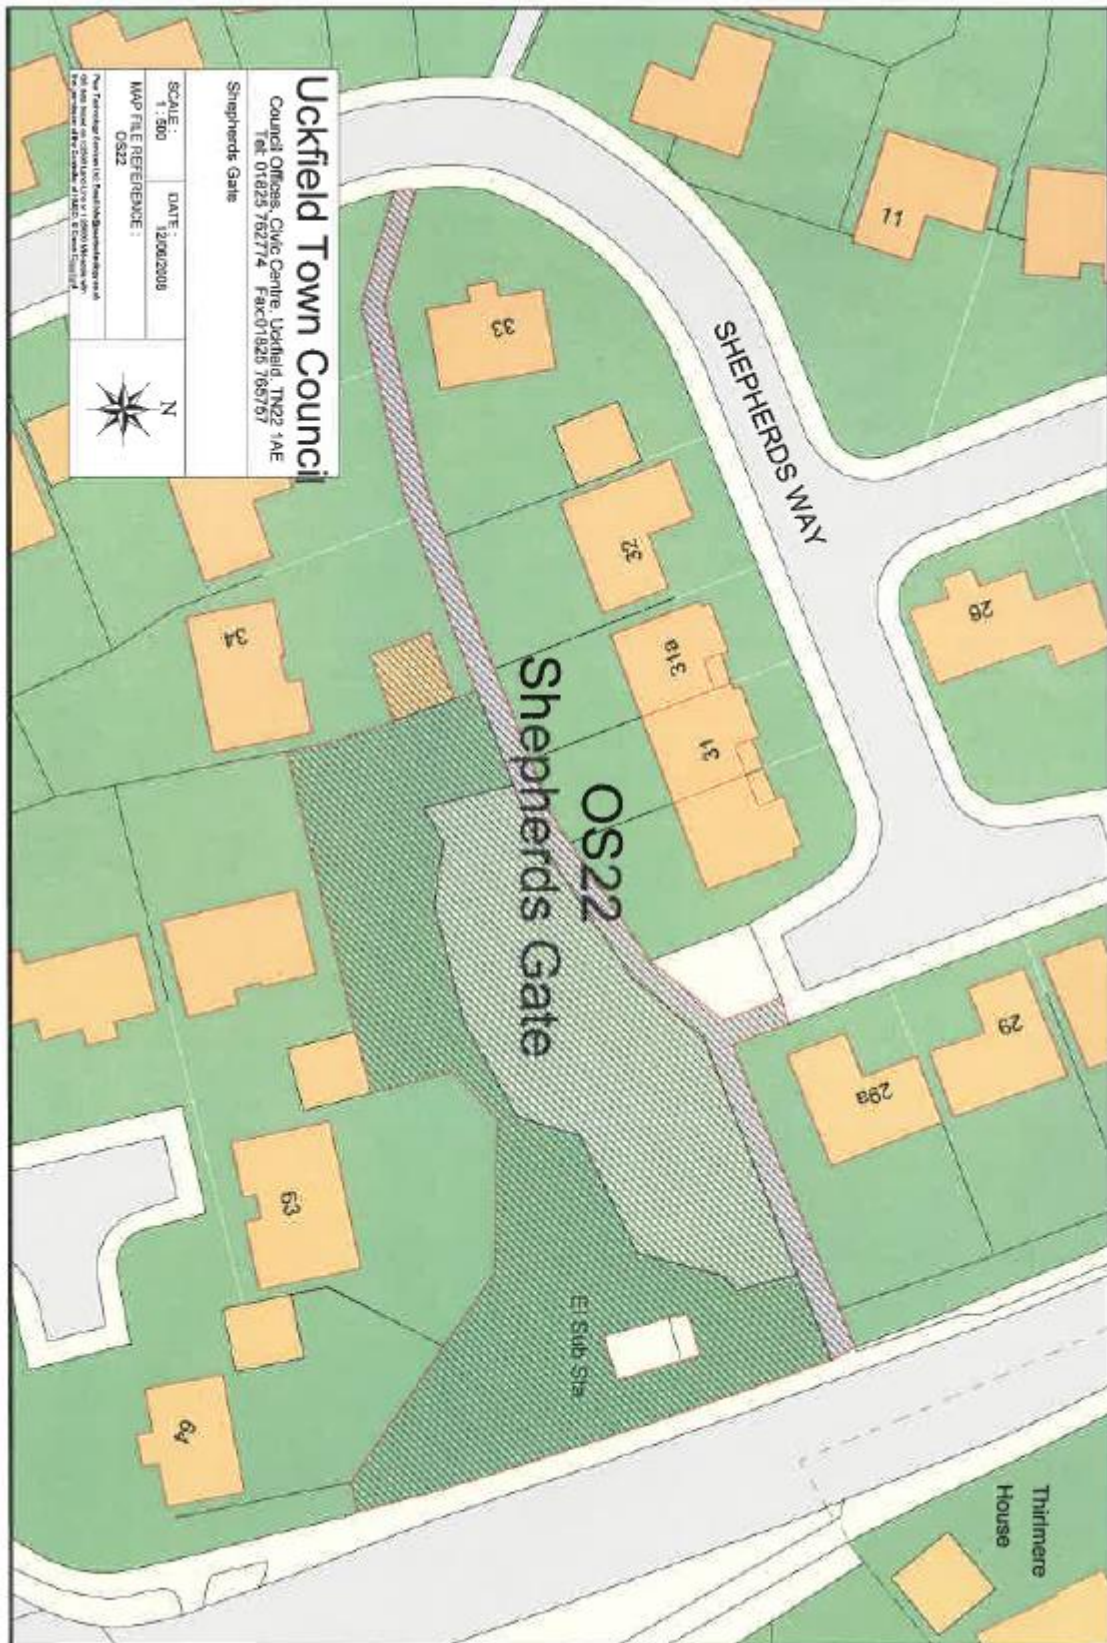 Uckfield Town Council
Council Offices, Civic Centre, Uckfield, TN22 1AE
Tel: 01825 762774 Fax:01825 765757
Shepherds Gate
SCALE :
1 : 500
DATE :
12/06/2008
MAP FILE REFERENCE :
OS22
N
SHEPHERDS WAY
OS22
Shepherds Gate
11
33
32
31a
31
28
34
29
29a
63
64
El Sub Sta
Thirlmere
House